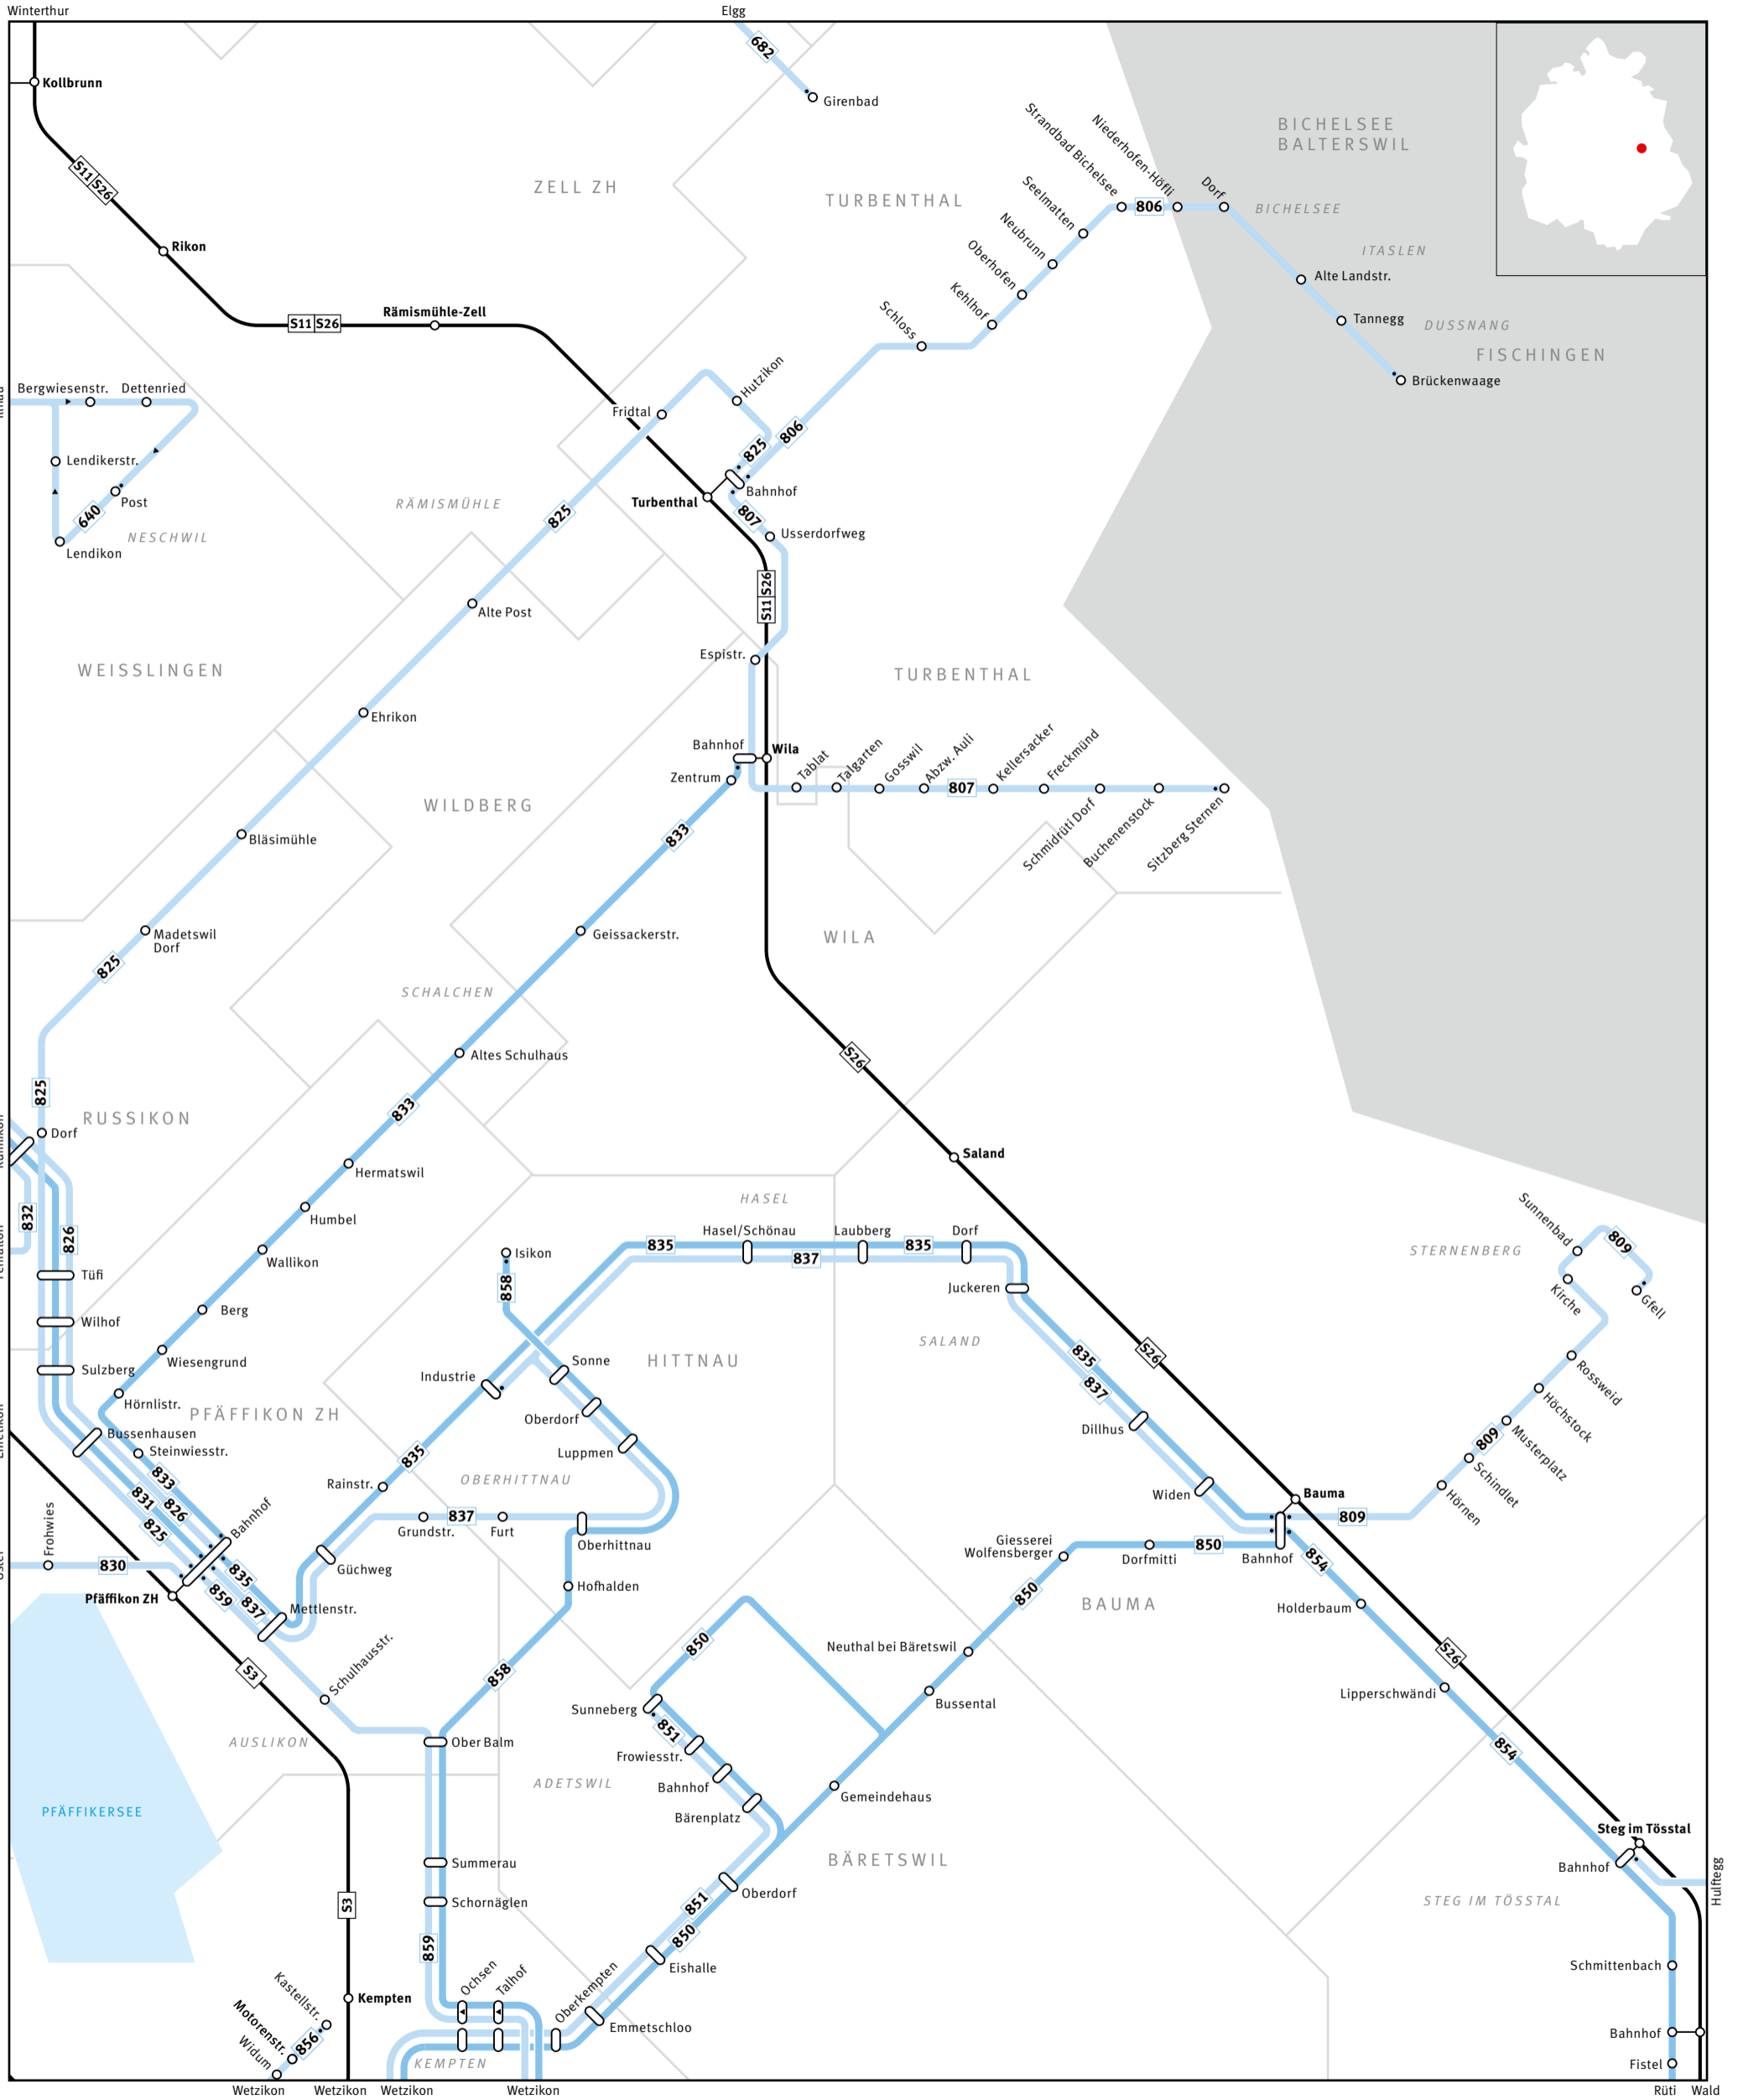 Winterthur
Elgg
682
Girenbad
Kollbrunn
S11 S26
Rikon
S11 S26
Rämismühle-Zell
ZELL ZH
TURBENTHAL
BICHELSEE
BALTERSWIL
Strandbad Bichelsee
Niederhofen-Höfli
Dorf
806
BICHELSEE
ITASLEN
Alte Landstr.
Tannegg
DUSSNANG
FISCHINGEN
Brückenwaage
Seelmatten
Neubrunn
Oberhofen
Kehlhof
Schloss
Hutzikon
Fridtal
825
806
Bahnhof
Turbenthal
807
Usserdorfweg
Bergwiesenstr.
Dettenried
Lendikerstr.
Post
640
NESCHWIL
Lendikon
RÄMISMÜHLE
825
Alte Post
S11 S26
Espistr.
TURBENTHAL
WEISSLINGEN
Ehrikon
Bahnhof
Wila
Zentrum
Tablat
Talgarten
Gosswil
Abzw. Auli
807
Kellersacker
Freckmünd
Schmidrüti Dorf
Buchenenstock
Sitzberg Sternen
WILDBERG
833
Bläsimühle
Madetswil
Dorf
825
Geissackerstr.
WILA
SCHALCHEN
Altes Schulhaus
S26
825
RUSSIKON
833
Dorf
Saland
Hermatswil
HASEL
Humbel
832
826
Wallikon
Isikon
858
835
Hasel/Schönau
837
Laubberg
835
Dorf
Sunnenbad
809
STERNENBERG
Kirche
Gfell
Tüfi
Juckeren
Berg
Wilhof
SALAND
S26
835
837
Wiesengrund
Sonne
HITTNAU
Rossweid
Sulzberg
Industrie
Höchstock
Hörnlistr.
PFÄFFIKON ZH
Oberdorf
Dillhus
Musterplatz
809
Bussenhausen
Steinwiesstr.
Luppmen
835
Schindlet
833
OBERHITTNAU
Rainstr.
Widen
Bauma
Hörnen
831
826
825
Bahnhof
837
Grundstr.
Furt
Oberhittnau
809
Frohwies
830
Giesserei
Wolfensberger
Dorfmitti
850
Bahnhof
854
835
Güchweg
Hofhalden
850
BAUMA
Pfäffikon ZH
859
837
Mettlenstr.
Holderbaum
850
Neuthal bei Bäretswil
S26
S3
Schulhausstr.
858
Bussental
Lipperschwändi
Sunneberg
851
AUSLIKON
Ober Balm
Frowiesstr.
854
Bahnhof
ADETSWIL
Gemeindehaus
PFÄFFIKERSEE
Bärenplatz
Steg im Tösstal
BÄRETSWIL
Bahnhof
Summerau
Oberdorf
Hulftegg
Schornäglen
851
STEG IM TÖSSTAL
S3
850
859
Eishalle
Schmittenbach
Ochsen
Talhof
Kastellstr.
Kempten
Oberkempten
Motorenstr.
Emmetschloo
Bahnhof
856
Widum
KEMPTEN
Fistel
Wetzikon
Wetzikon
Wetzikon
Wetzikon
Rüti
Wald